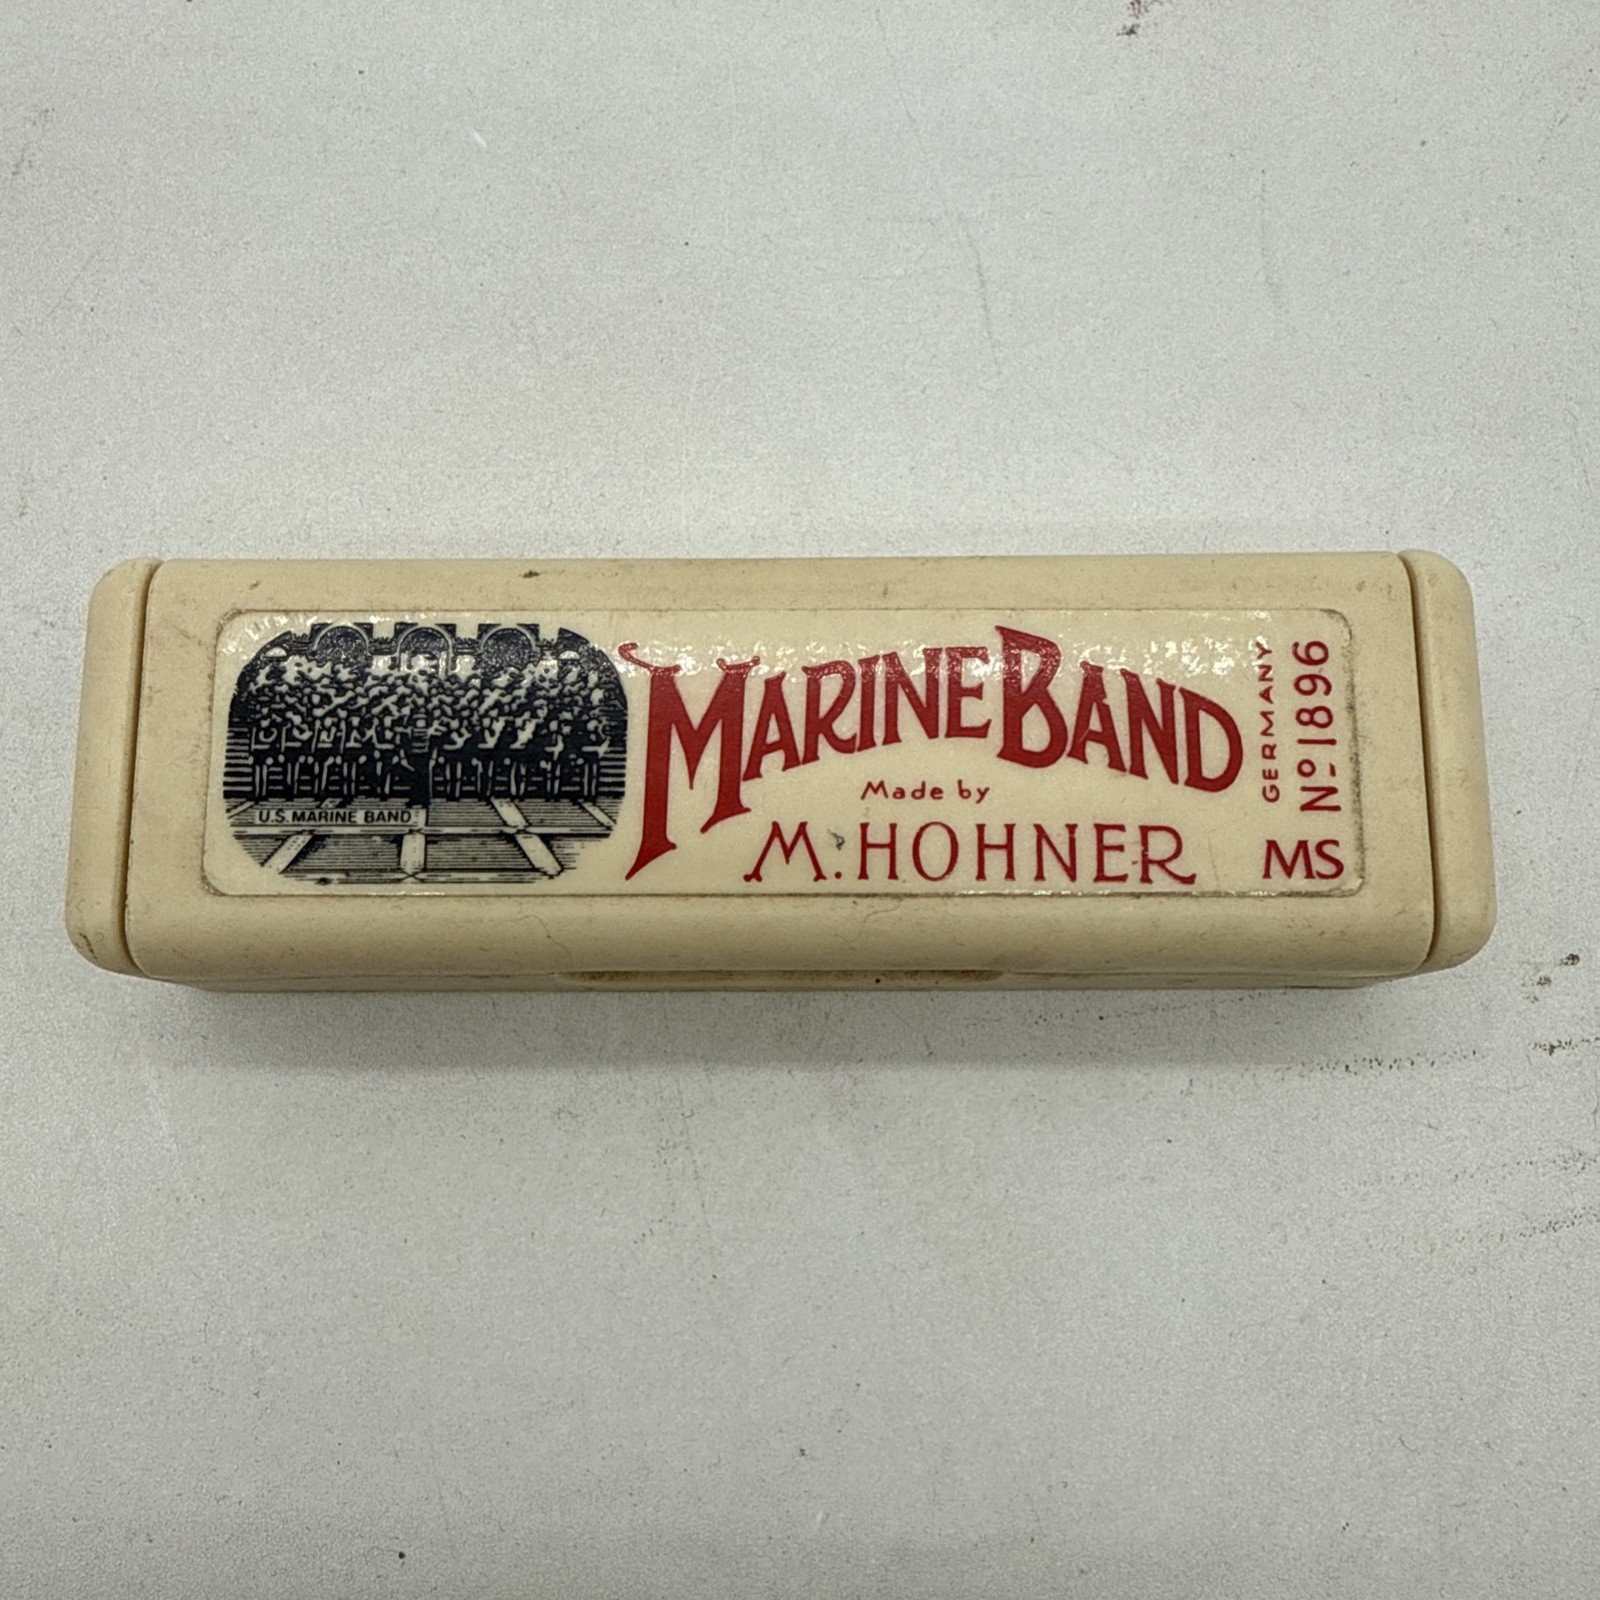 U.S. MARINE BAND
MARINE BAND
Made by
M. HOHNER
GERMANY
Nº 1896
MS